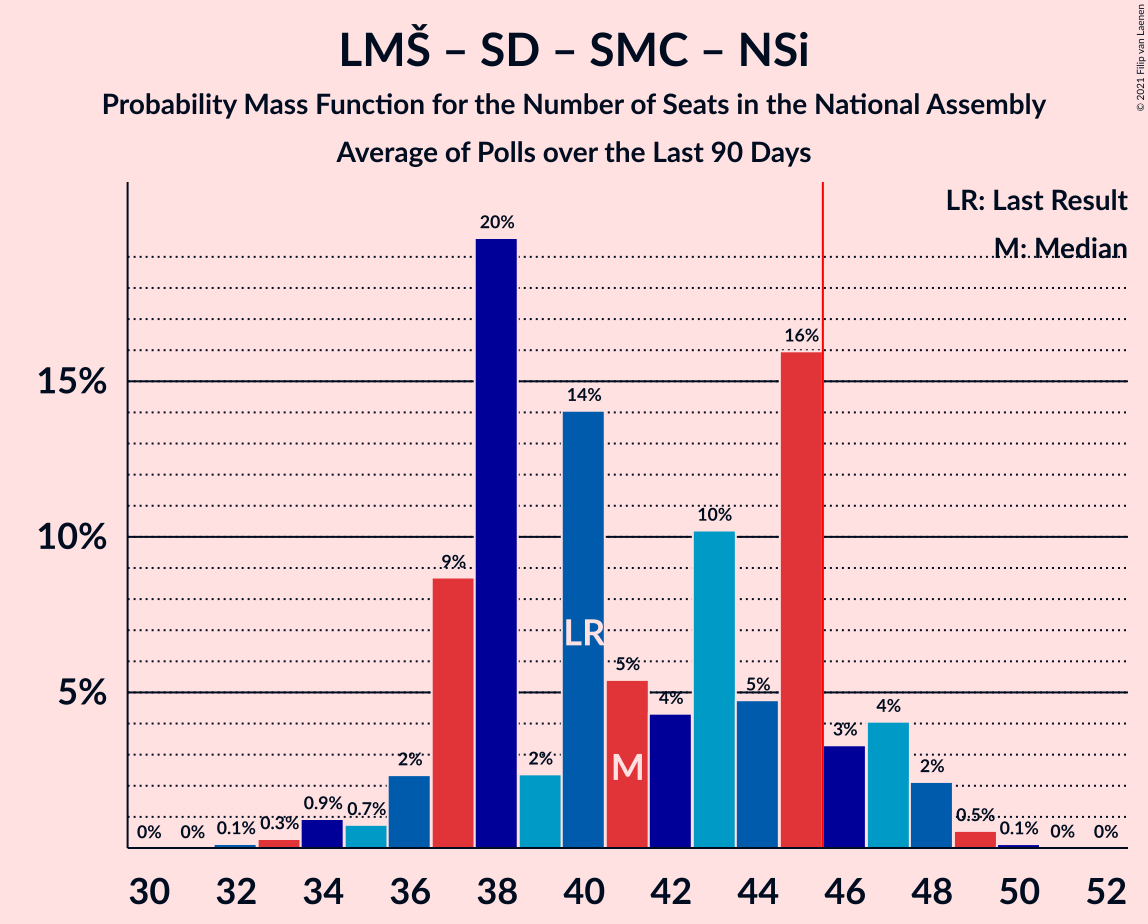 LMŠ – SD – SMC – NSi
Probability Mass Function for the Number of Seats in the National Assembly
Average of Polls over the Last 90 Days
© 2021 Filip van Laenen
LR: Last Result
M: Median
15%
10%
5%
0%
0%
0.1%
0.3%
0.9%
0.7%
2%
9%
20%
2%
14%
5%
4%
10%
5%
16%
3%
4%
2%
0.5%
0.1%
0%
0%
LR
M
30 32 34 36 38 40 42 44 46 48 50 52